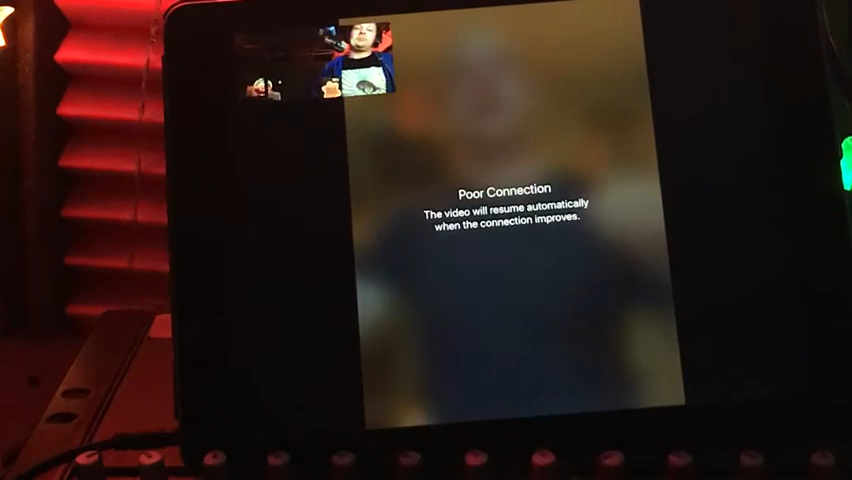 Poor Connection
The video will resume automatically
when the connection improves.